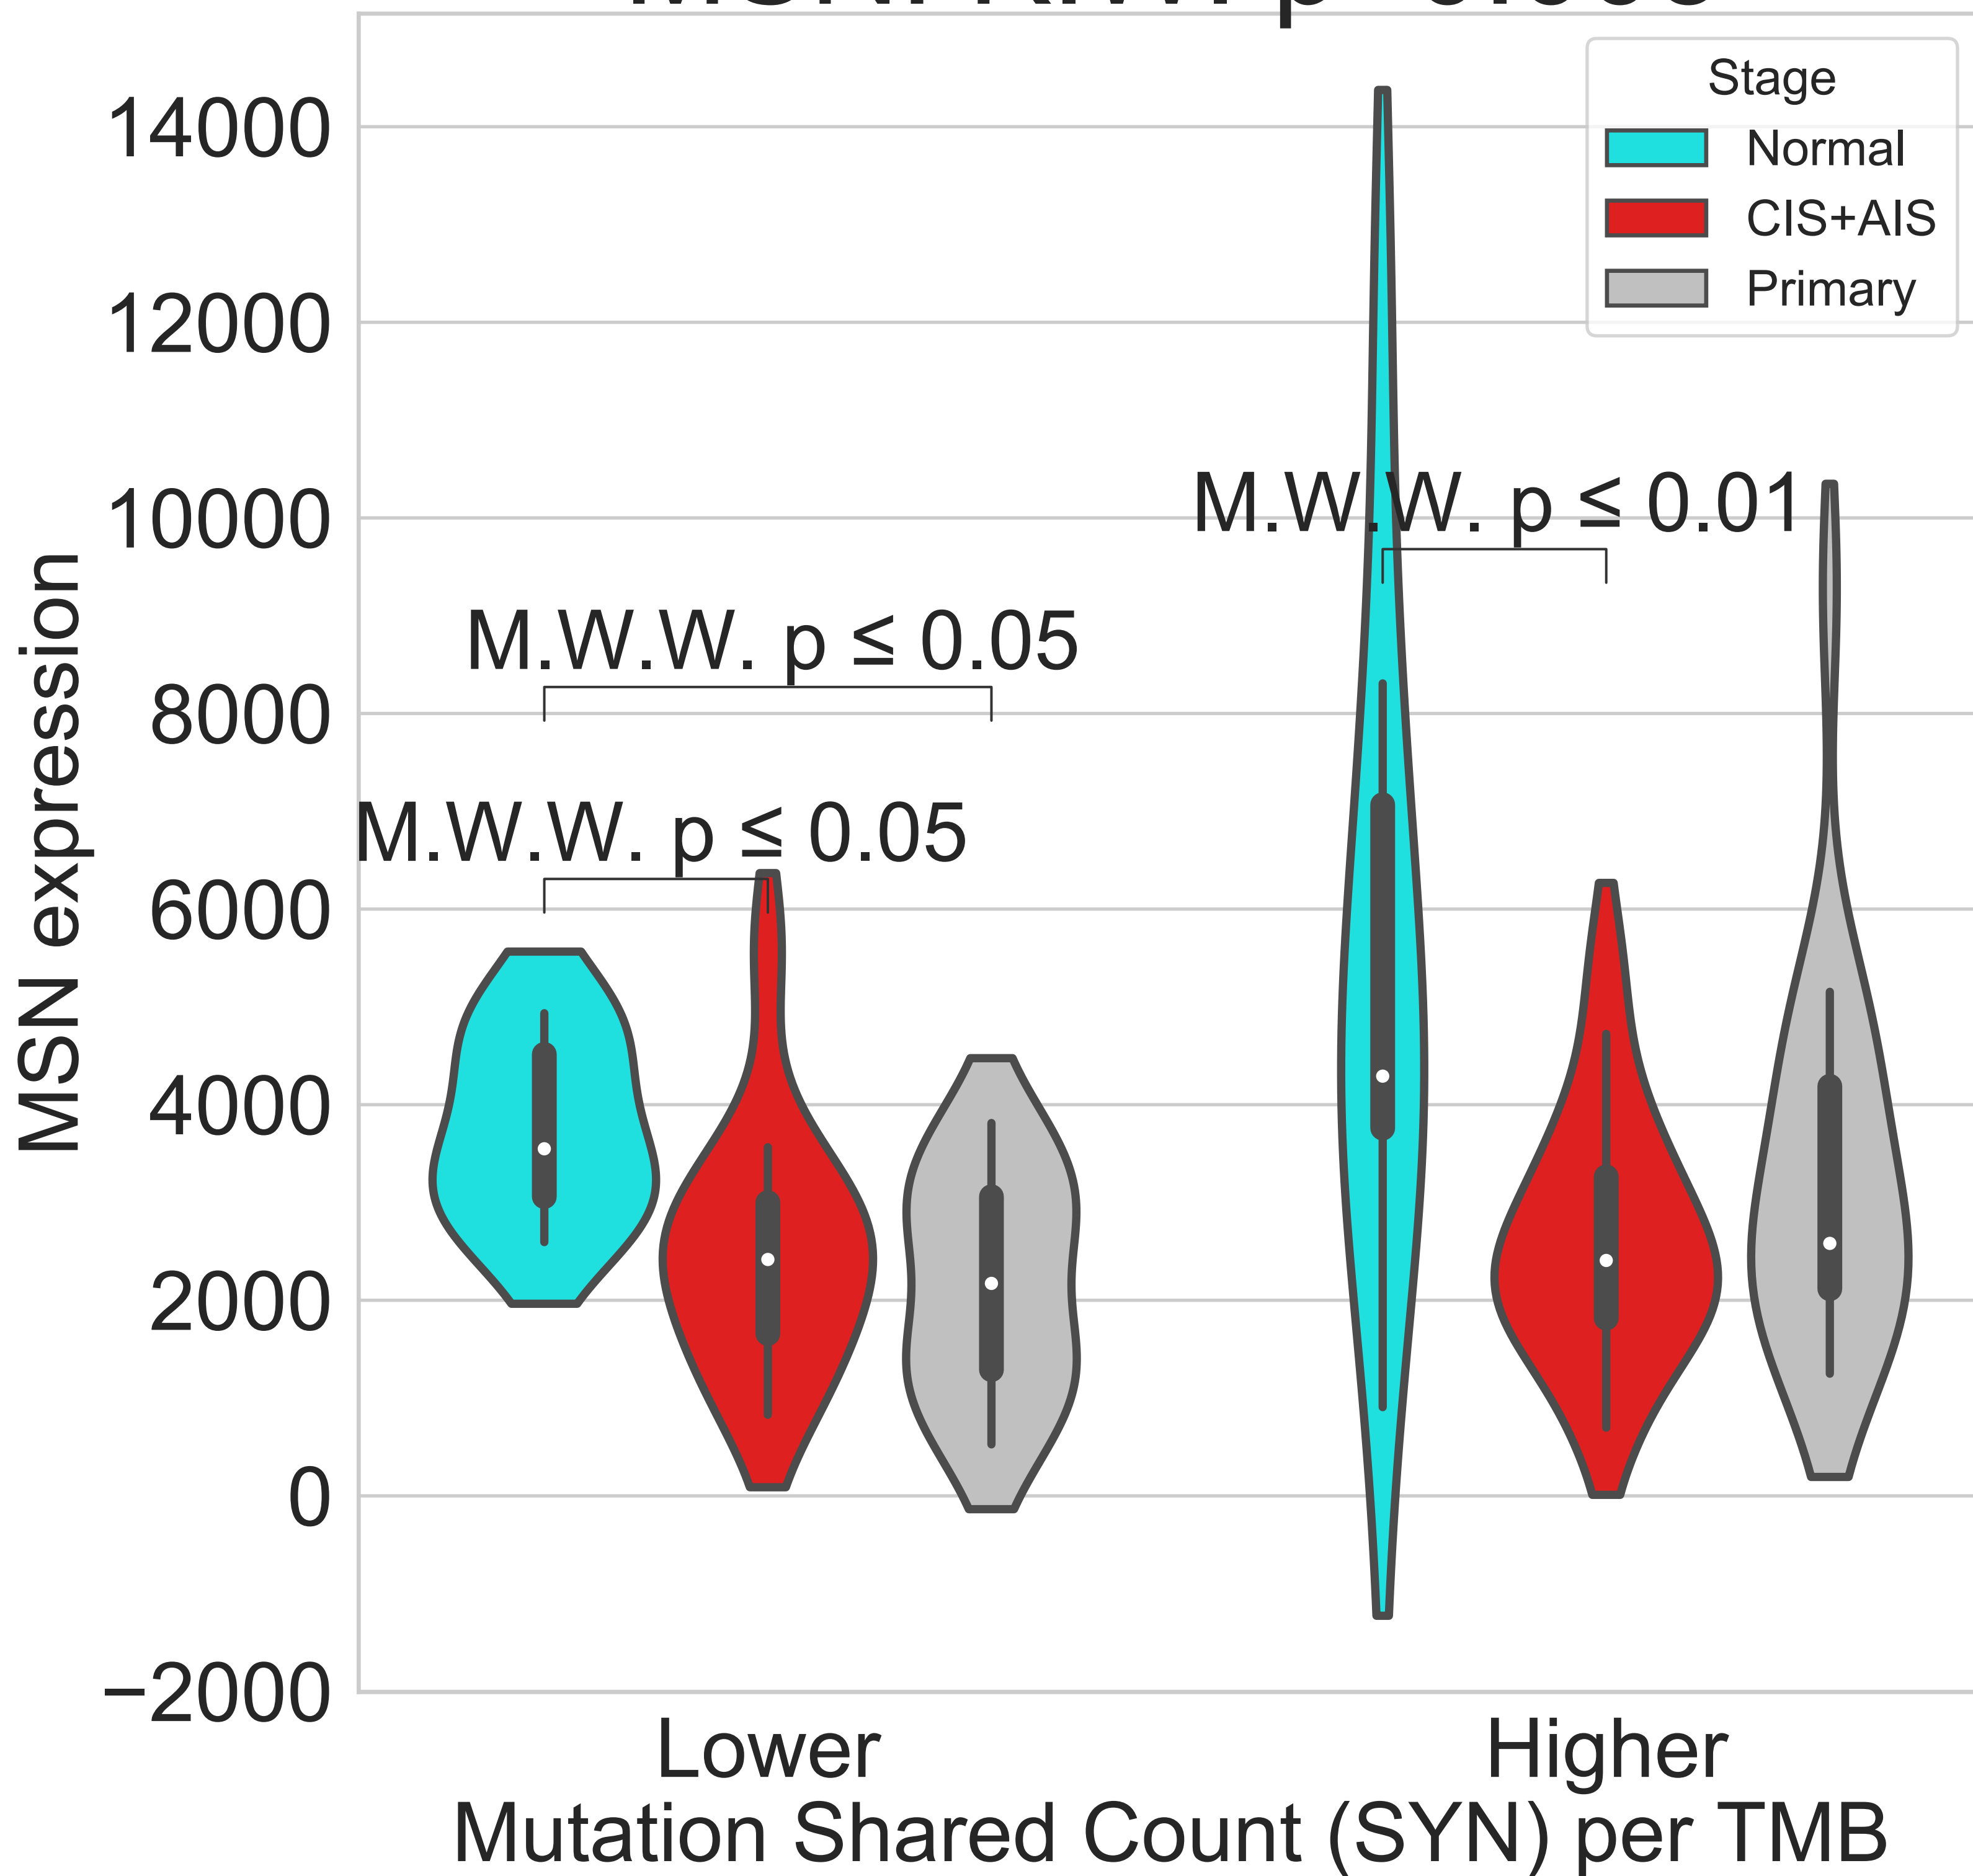 Stage
Normal
CIS+AIS
Primary
14000
12000
10000
8000
6000
4000
2000
0
−2000
MSN expression
M.W.W. p ≤ 0.01
M.W.W. p ≤ 0.05
M.W.W. p ≤ 0.05
Lower
Higher
Mutation Shared Count (SYN) per TMB